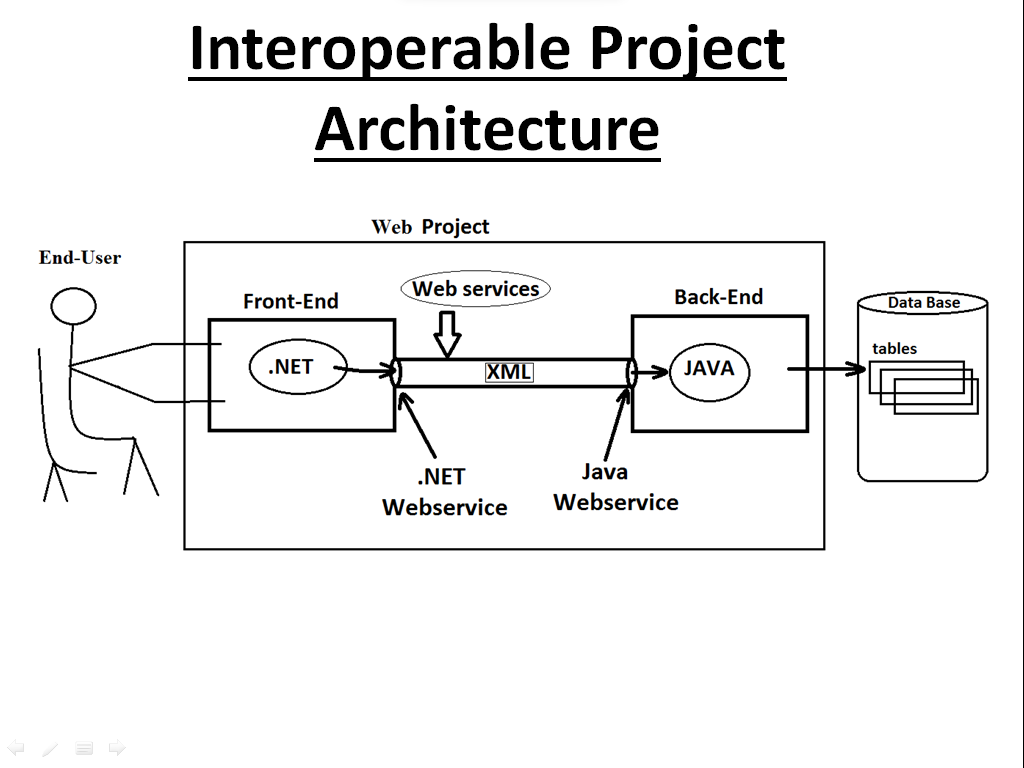 Interoperable Project
Architecture
Web Project
End-User
Front-End
Web services
Back-End
Data Base
.NET
XML
JAVA
tables
.NET
Webservice
Java
Webservice